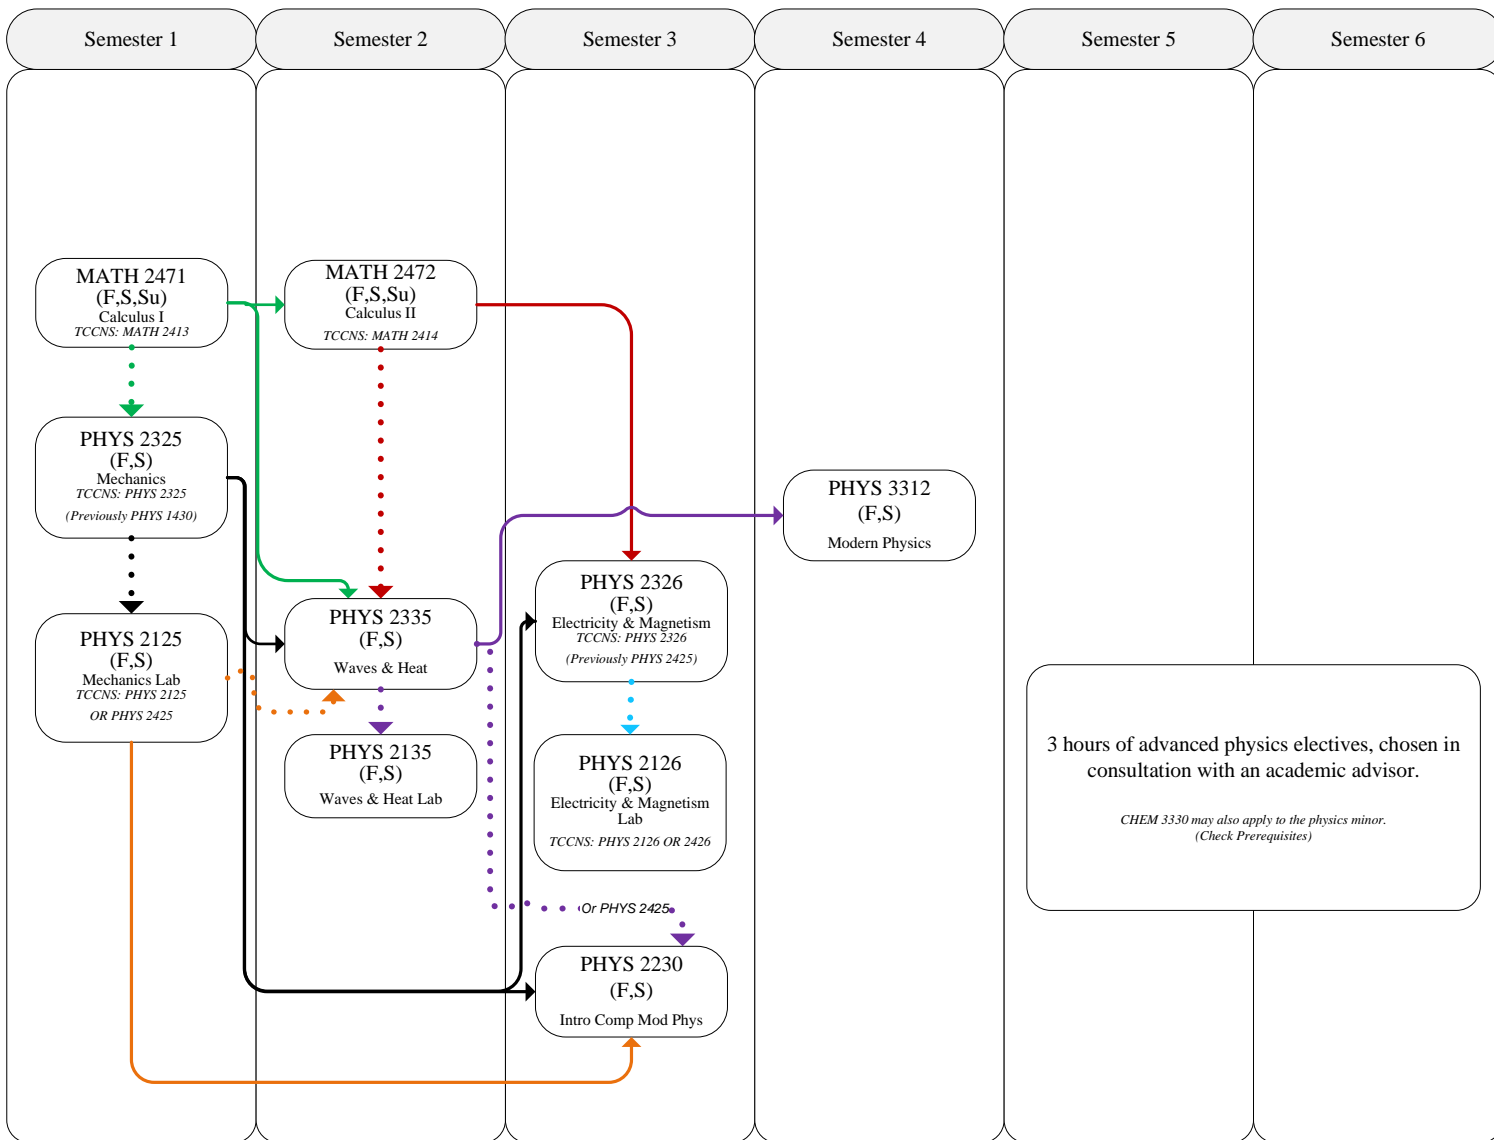 Semester 1
Semester 2
Semester 3
Semester 4
Semester 5
Semester 6
MATH 2471
(F,S,Su)
Calculus I
TCCNS: MATH 2413
PHYS 2325
(F,S)
Mechanics
TCCNS: PHYS 2325
(Previously PHYS 1430)
PHYS 2125
(F,S)
Mechanics Lab
TCCNS: PHYS 2125
OR PHYS 2425
MATH 2472
(F,S,Su)
Calculus II
TCCNS: MATH 2414
PHYS 2335
(F,S)
Waves & Heat
PHYS 2135
(F,S)
Waves & Heat Lab
PHYS 2326
(F,S)
Electricity & Magnetism
TCCNS: PHYS 2326
(Previously PHYS 2425)
PHYS 2126
(F,S)
Electricity & Magnetism
Lab
TCCNS: PHYS 2126 OR 2426
Or PHYS 2425
PHYS 2230
(F,S)
Intro Comp Mod Phys
PHYS 3312
(F,S)
Modern Physics
3 hours of advanced physics electives, chosen in
consultation with an academic advisor.
CHEM 3330 may also apply to the physics minor.
(Check Prerequisites)